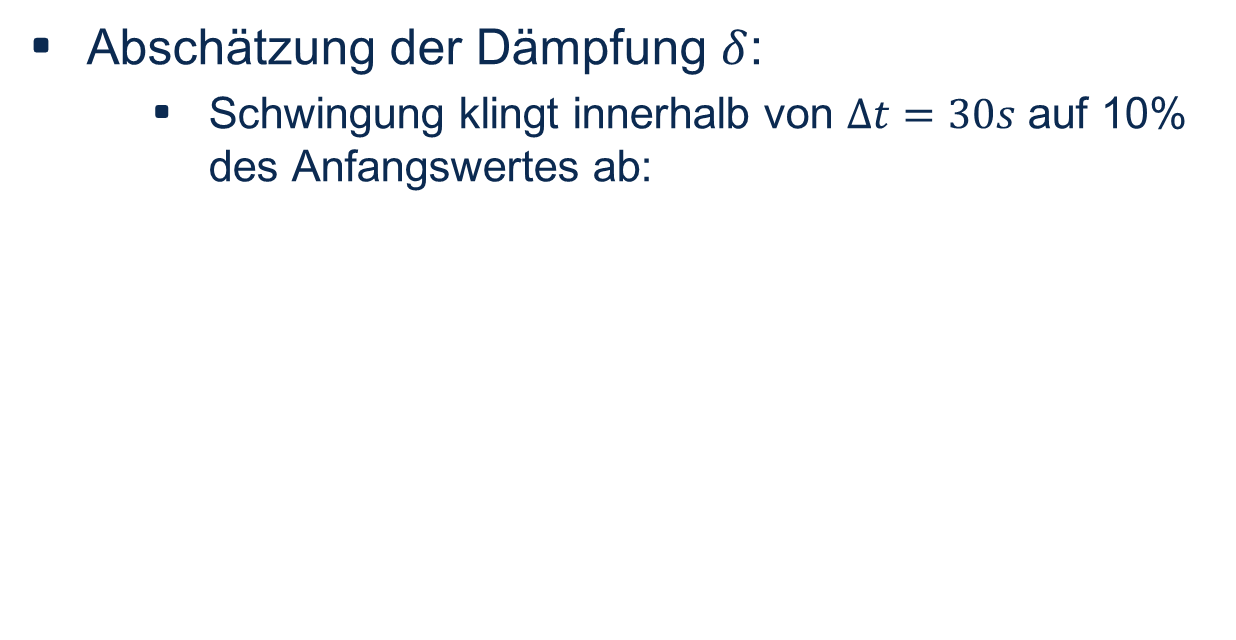 ▪ Abschätzung der Dämpfung 𝛿:
▪ Schwingung klingt innerhalb von Δ𝑡 = 30𝑠 auf 10%
des Anfangswertes ab: